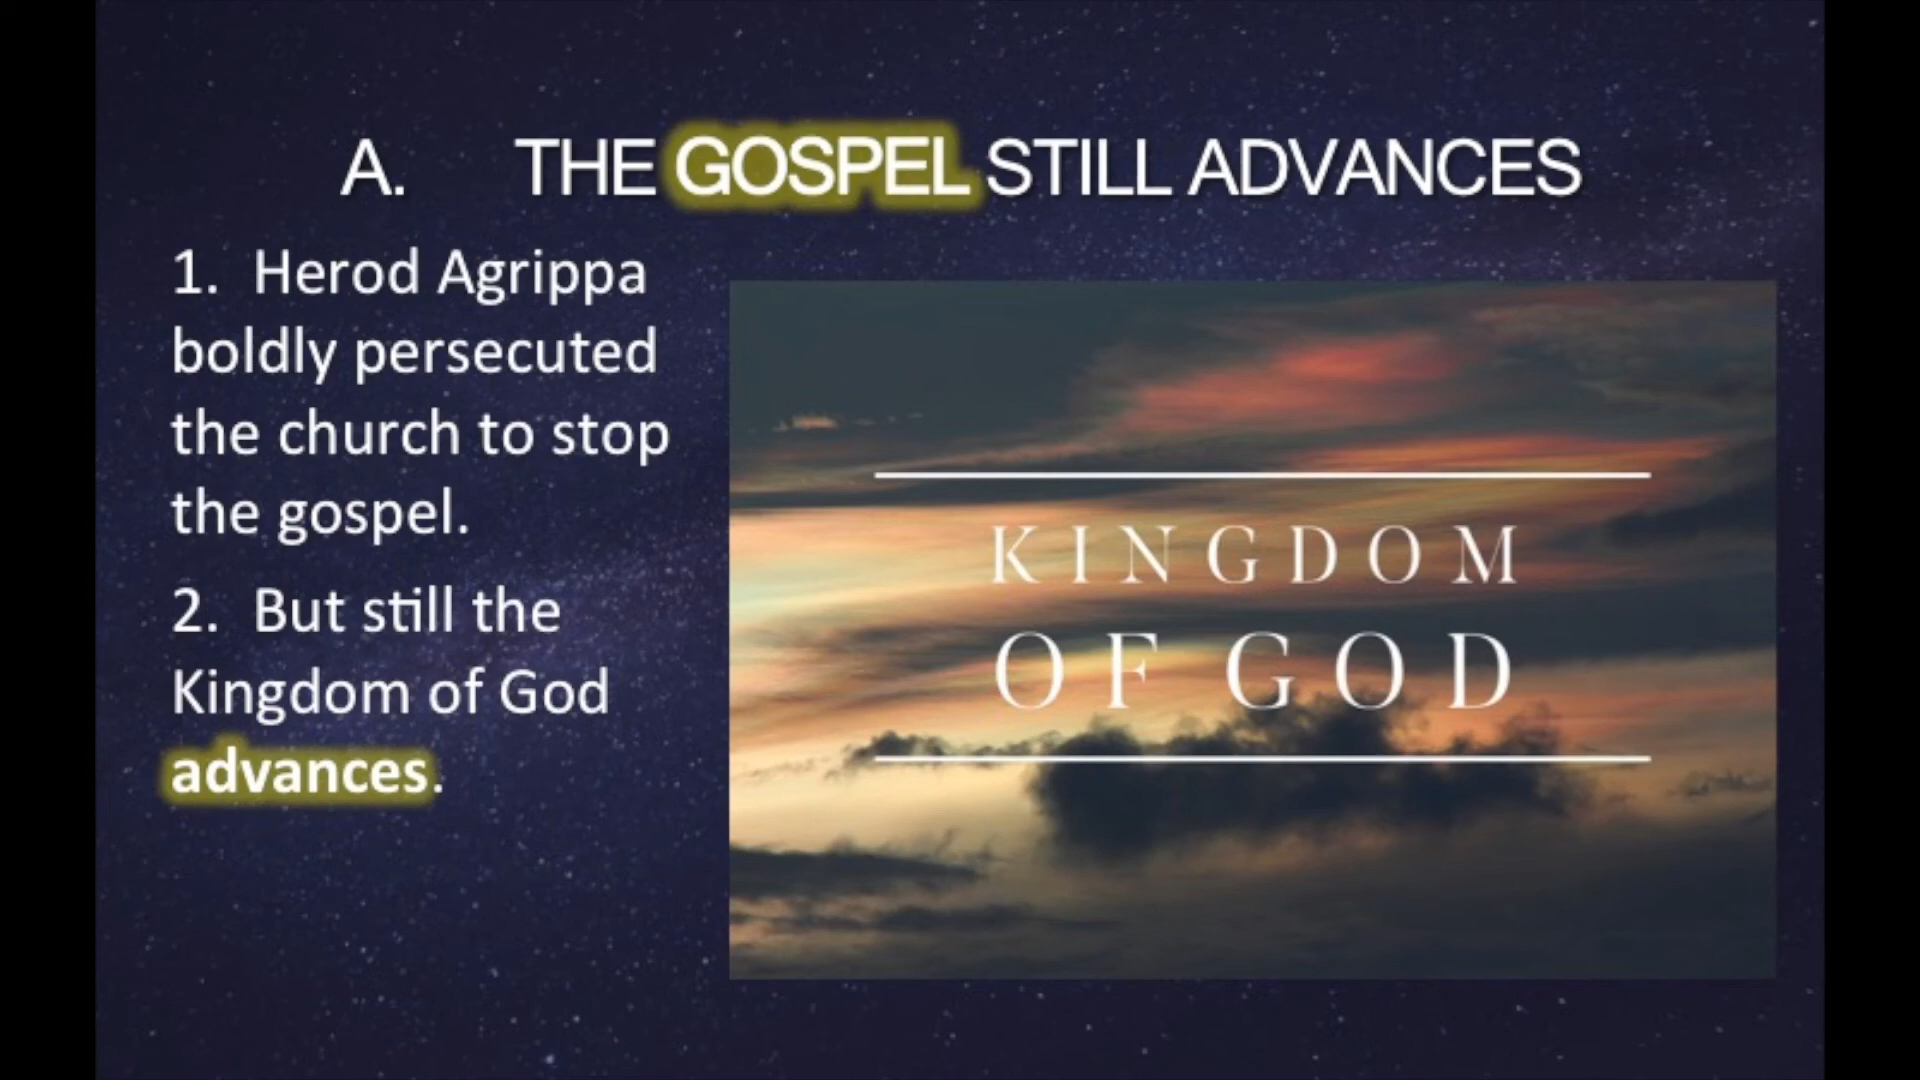 A. THE GOSPEL STILL ADVANCES
1. Herod Agrippa
boldly persecuted
the church to stop
the gospel.
2. But still the
Kingdom of God
advances.
KINGDOM
OF GOD